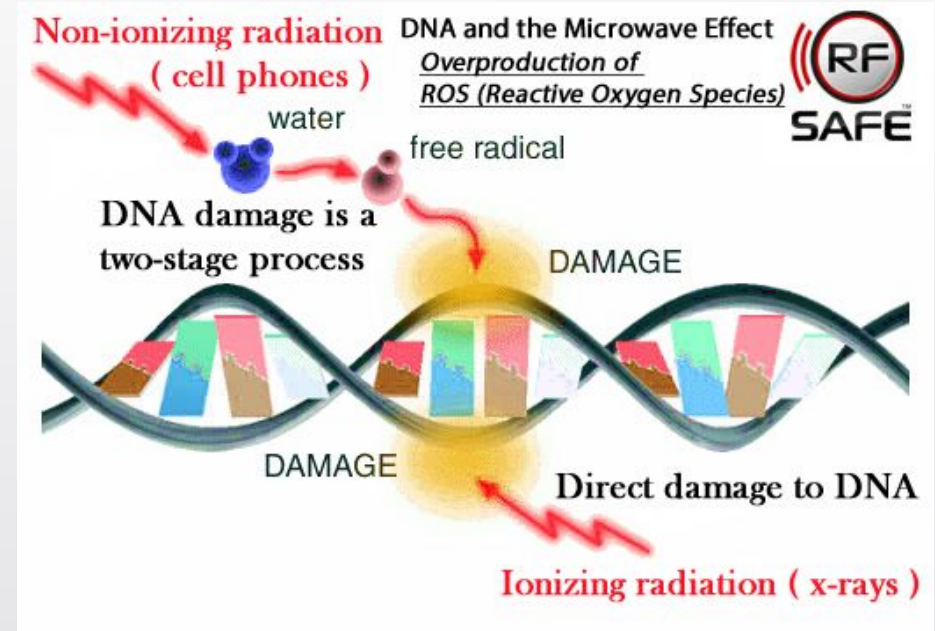 Non-ionizing radiation
( cell phones )
DNA and the Microwave Effect
Overproduction of
ROS (Reactive Oxygen Species)
RF
SAFE™
water
free radical
DNA damage is a
two-stage process
DAMAGE
DAMAGE
Direct damage to DNA
Ionizing radiation ( x-rays )